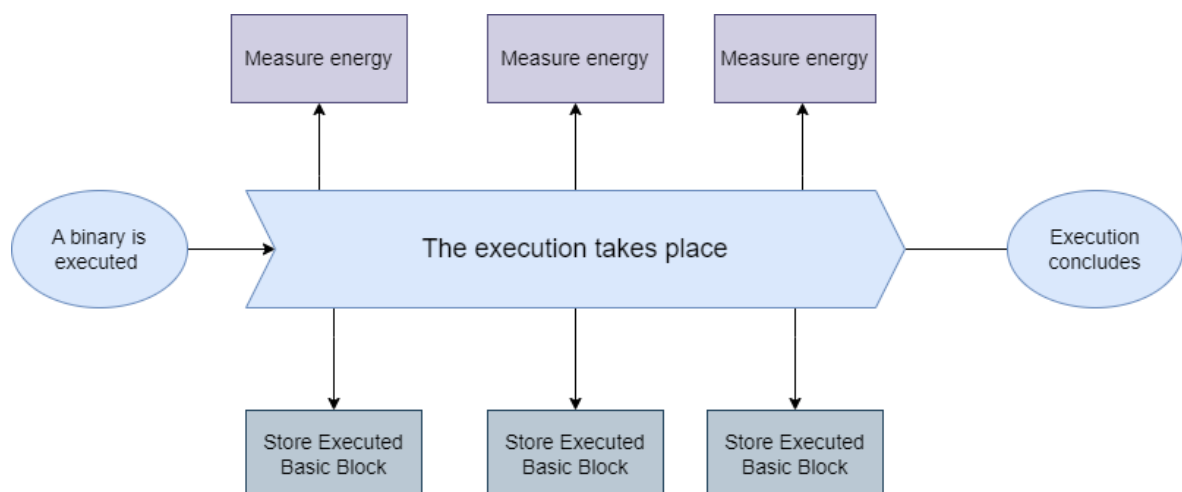 Measure energy
Measure energy
Measure energy
A binary is
executed
The execution takes place
Execution
concludes
Store Executed
Basic Block
Store Executed
Basic Block
Store Executed
Basic Block